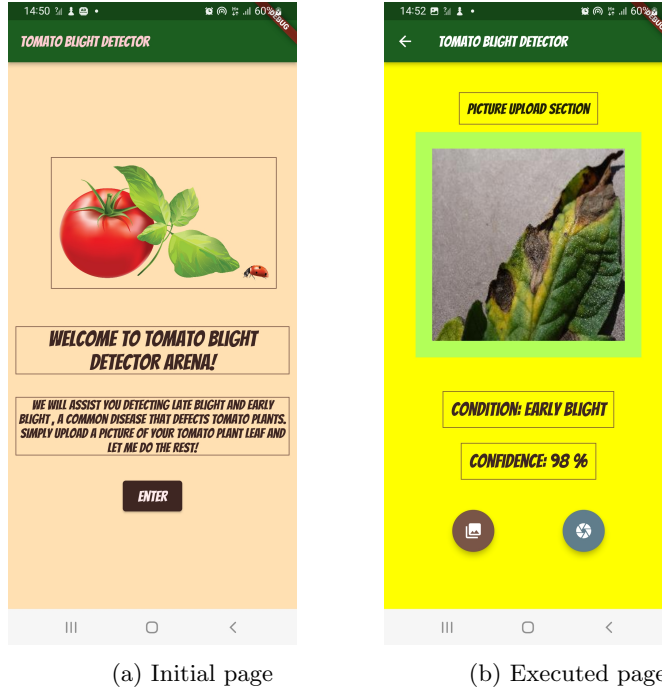 14:50
60%
DEBUG
TOMATO BLIGHT DETECTOR
WELCOME TO TOMATO BLIGHT
DETECTOR ARENA!
WE WILL ASSIST YOU DETECTING LATE BLIGHT AND EARLY
BLIGHT , A COMMON DISEASE THAT DEFECTS TOMATO PLANTS.
SIMPLY UPLOAD A PICTURE OF YOUR TOMATO PLANT LEAF AND
LET ME DO THE REST!
ENTER
(a) Initial page
14:52
60%
DEBUG
TOMATO BLIGHT DETECTOR
PICTURE UPLOAD SECTION
CONDITION: EARLY BLIGHT
CONFIDENCE: 98 %
(b) Executed page